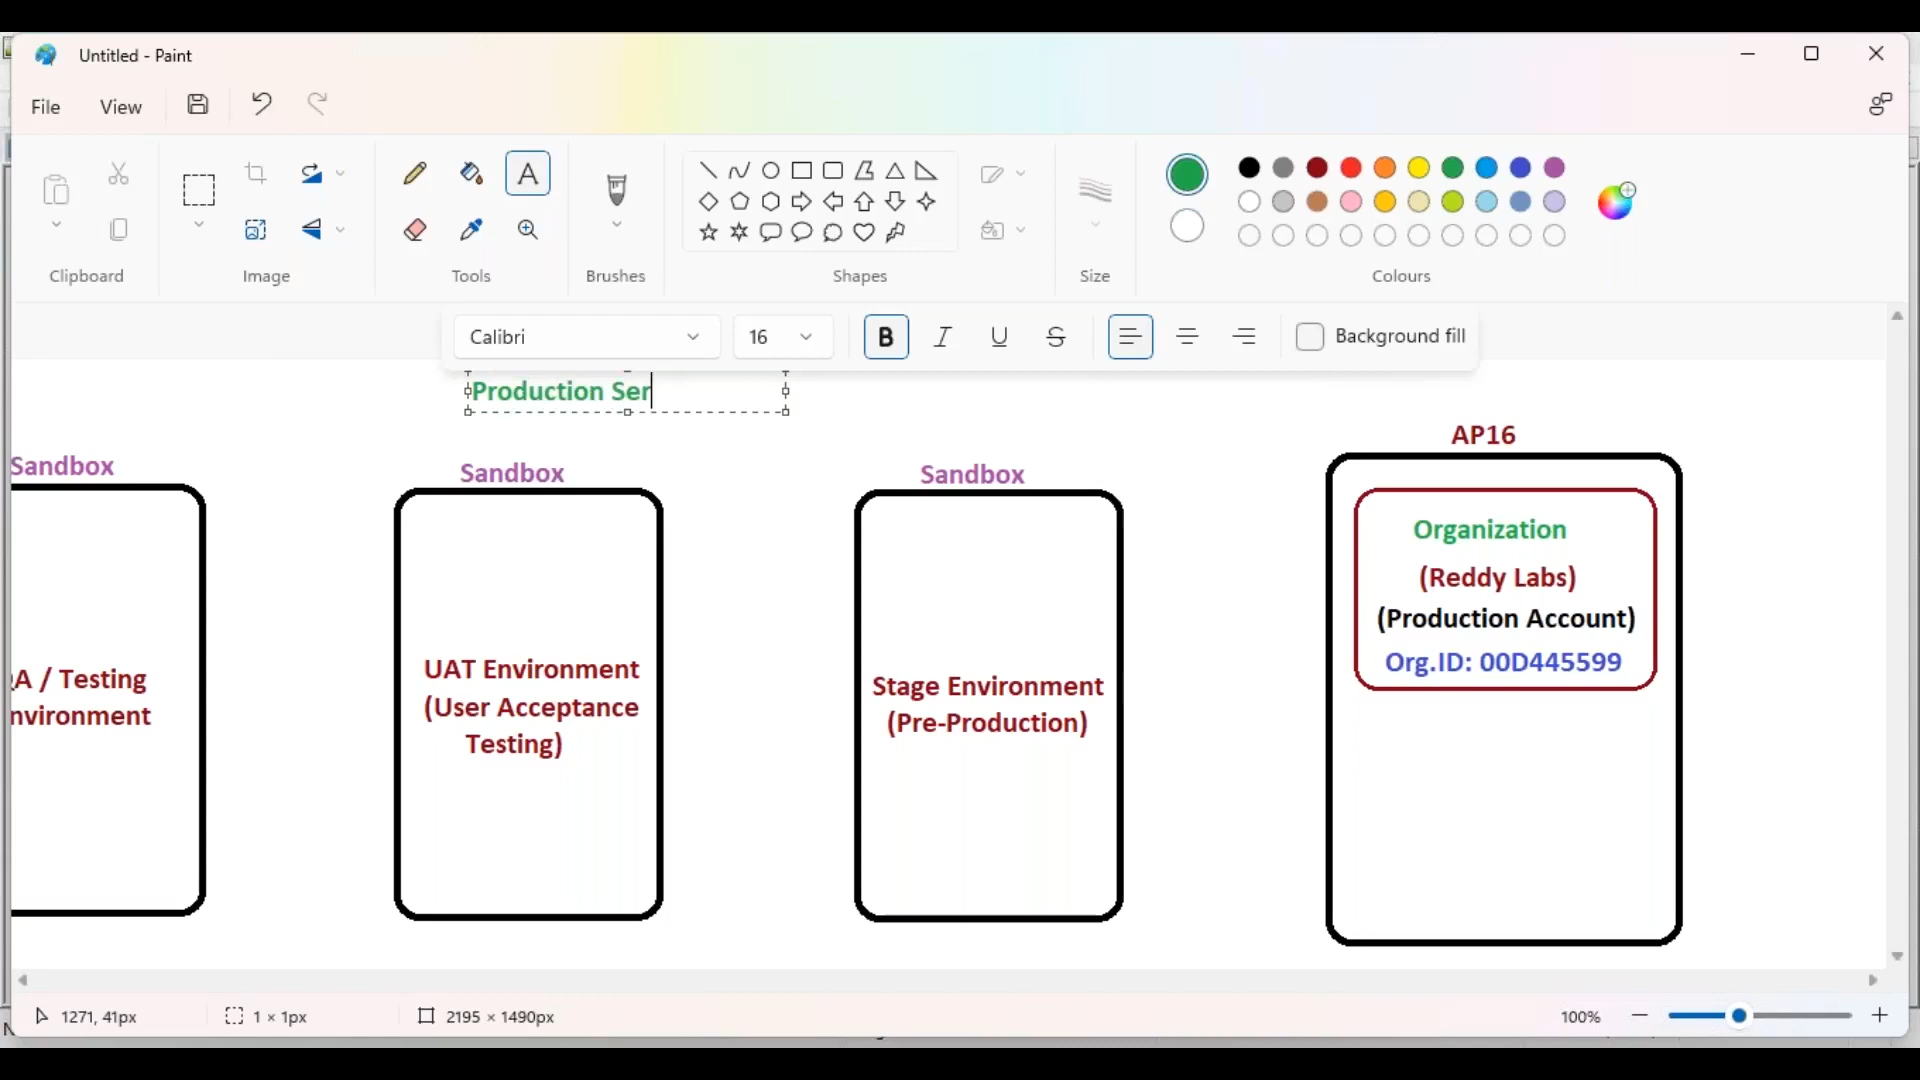 Untitled - Paint
File
View
Clipboard
Image
Tools
Brushes
Shapes
Size
Colours
Calibri
16
B
Background fill
Production Ser
AP16
Sandbox
Sandbox
Sandbox
Organization
(Reddy Labs)
(Production Account)
Org.ID: 00D445599
A / Testing
nvironment
UAT Environment
(User Acceptance
Testing)
Stage Environment
(Pre-Production)
1271, 41px
1 × 1px
2195 × 1490px
100%